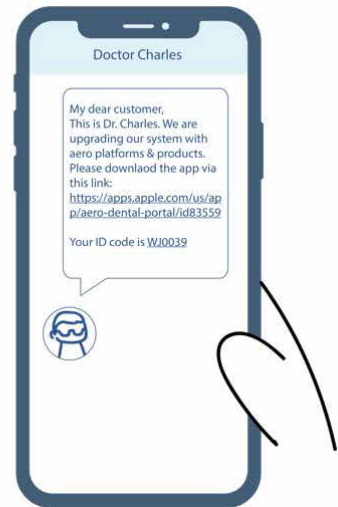 Doctor Charles
My dear customer,
This is Dr. Charles. We are
upgrading our system with
aero platforms & products.
Please downlaod the app via
this link:
https://apps.apple.com/us/ap
p/aero-dental-portal/id83559
Your ID code is WJ0039